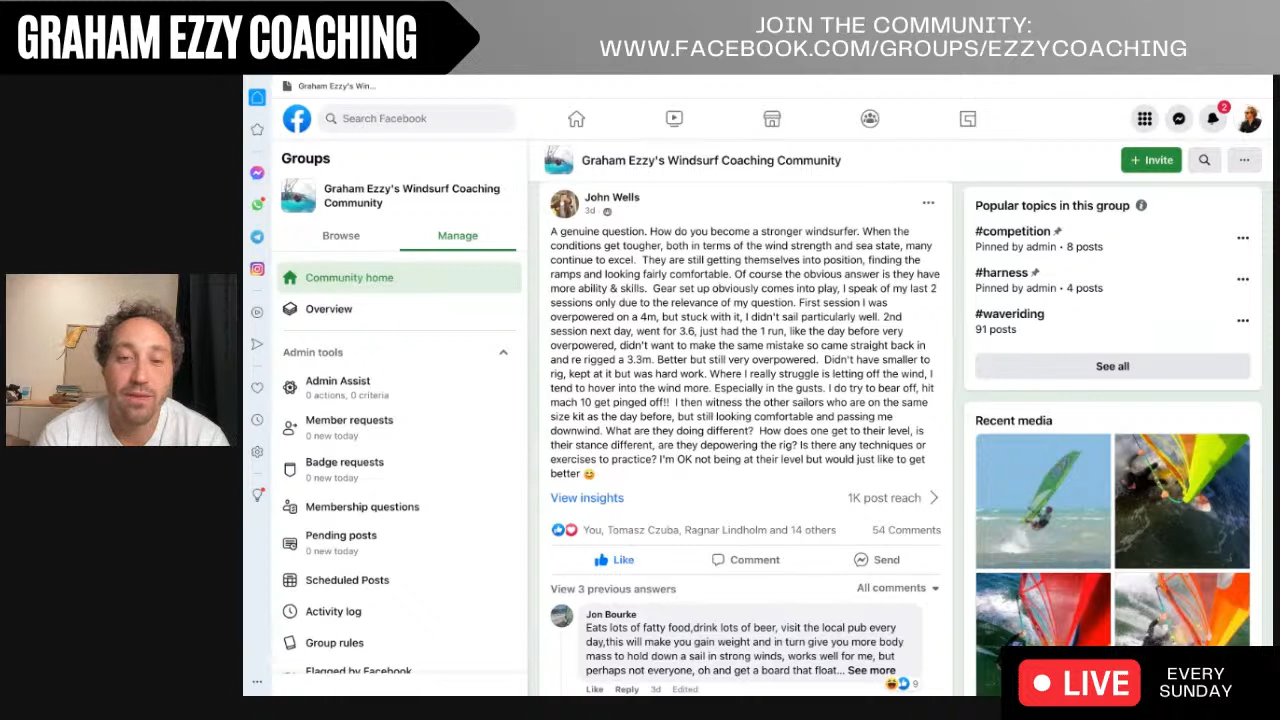 GRAHAM EZZY COACHING
JOIN THE COMMUNITY:
WWW.FACEBOOK.COM/GROUPS/EZZYCOACHING
Graham Ezzy's Win...
Search Facebook
2
Groups
Graham Ezzy's Windsurf Coaching
Community
Browse
Manage
Community home
Overview
Admin tools
Admin Assist
0 actions, 0 criteria
Member requests
0 new today
Badge requests
0 new today
Membership questions
Pending posts
0 new today
Scheduled Posts
Activity log
Group rules
Flagged by Facebook
Graham Ezzy's Windsurf Coaching Community
+ Invite
John Wells
3d
A genuine question. How do you become a stronger windsurfer. When the
conditions get tougher, both in terms of the wind strength and sea state, many
continue to excel. They are still getting themselves into position, finding the
ramps and looking fairly comfortable. Of course the obvious answer is they have
more ability & skills. Gear set up obviously comes into play, I speak of my last 2
sessions only due to the relevance of my question. First session I was
overpowered on a 4m, but stuck with it, I didn't sail particularly well. 2nd
session next day, went for 3.6, just had the 1 run, like the day before very
overpowered, didn't want to make the same mistake so came straight back in
and re rigged a 3.3m. Better but still very overpowered. Didn't have smaller to
rig, kept at it but was hard work. Where I really struggle is letting off the wind, I
tend to hover into the wind more. Especially in the gusts. I do try to bear off, hit
mach 10 get pinged off!! I then witness the other sailors who are on the same
size kit as the day before, but still looking comfortable and passing me
downwind. What are they doing different? How does one get to their level, is
their stance different, are they depowering the rig? Is there any techniques or
exercises to practice? I'm OK not being at their level but would just like to get
better 😊
View insights
1K post reach
You, Tomasz Czuba, Ragnar Lindholm and 14 others
54 Comments
Like
Comment
Send
View 3 previous answers
All comments
Jon Bourke
Eats lots of fatty food,drink lots of beer, visit the local pub every
day,this will make you gain weight and in turn give you more body
mass to hold down a sail in strong winds, works well for me, but
perhaps not everyone, oh and get a board that float... See more
9
Like Reply 3d Edited
Popular topics in this group
#competition
Pinned by admin • 8 posts
#harness
Pinned by admin • 4 posts
#waveriding
91 posts
See all
Recent media
LIVE
EVERY
SUNDAY